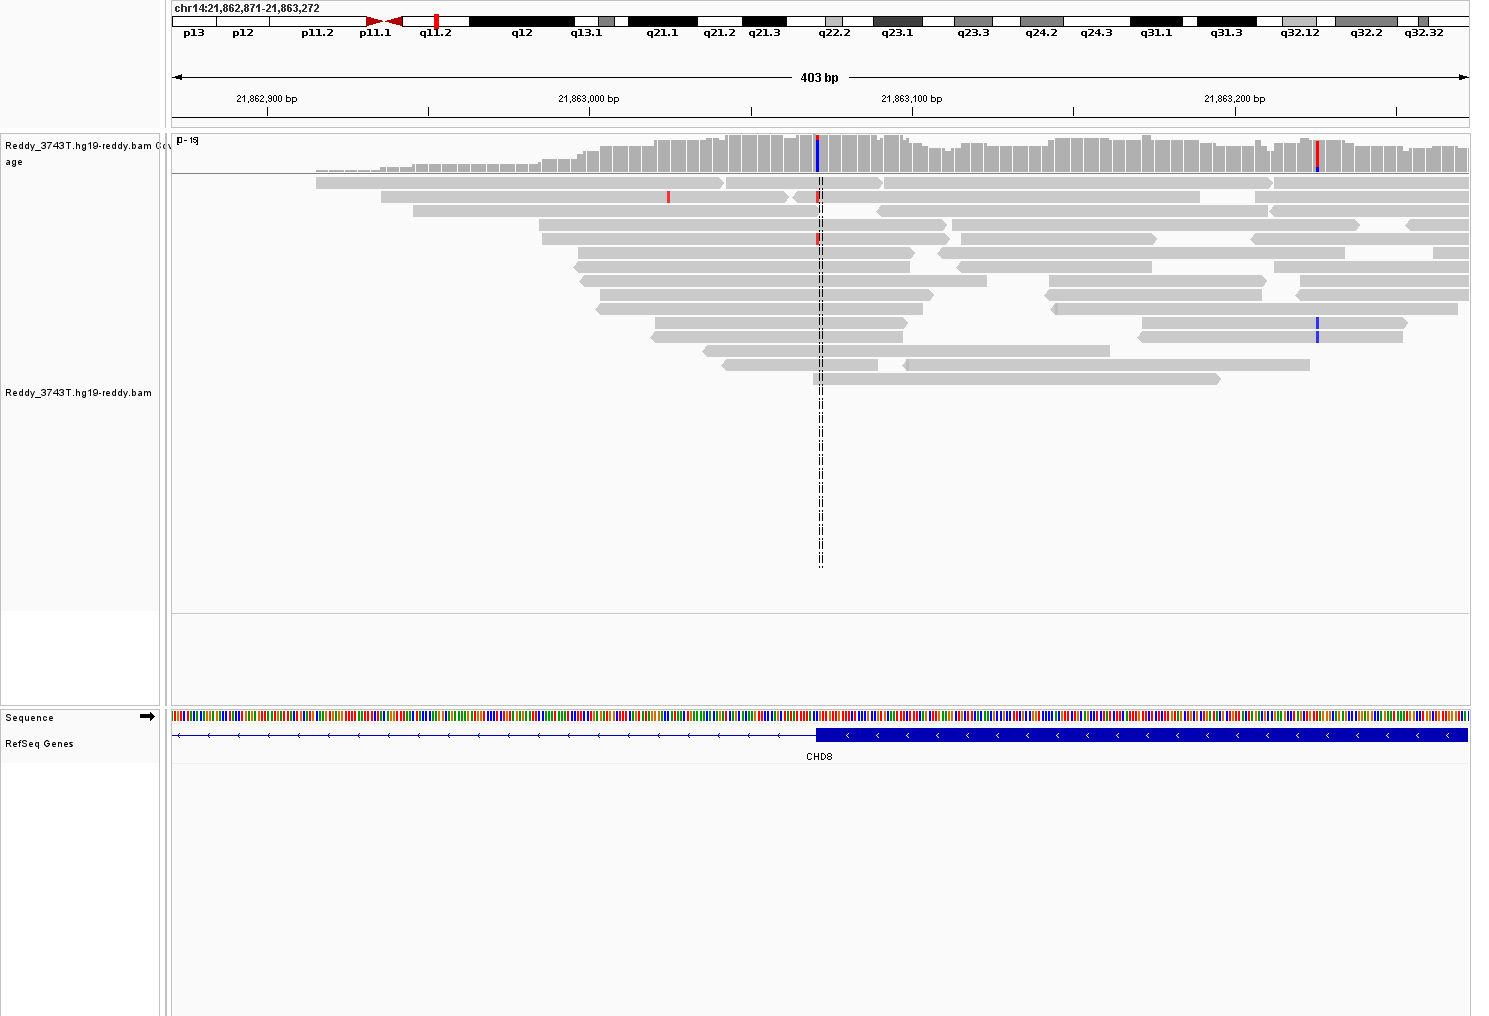 chr14:21,862,871-21,863,272
p13 p12 p11.2 p11.1 q11.2 q12 q13.1 q21.1 q21.2 q21.3 q22.2 q23.1 q23.3 q24.2 q24.3 q31.1 q31.3 q32.12 q32.2 q32.32
403 bp
21,862,900 bp 21,863,000 bp 21,863,100 bp 21,863,200 bp
Reddy_3743T.hg19-reddy.bam Cov
age
[0 - 15]
Reddy_3743T.hg19-reddy.bam
Sequence
RefSeq Genes
CHD8